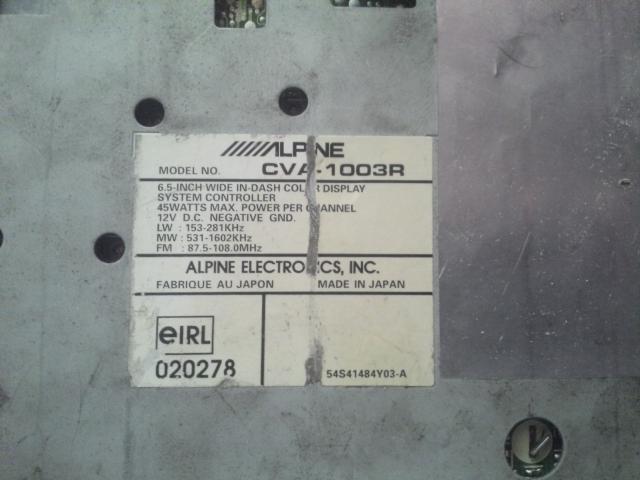 ALPINE
MODEL NO. CVA-1003R
6.5-INCH WIDE IN-DASH COLOR DISPLAY
SYSTEM CONTROLLER
45WATTS MAX. POWER PER CHANNEL
12V D.C. NEGATIVE GND.
LW : 153-281KHz
MW : 531-1602KHz
FM : 87.5-108.0MHz
ALPINE ELECTRONICS, INC.
FABRIQUE AU JAPON MADE IN JAPAN
eIRL
020278
54S41484Y03-A